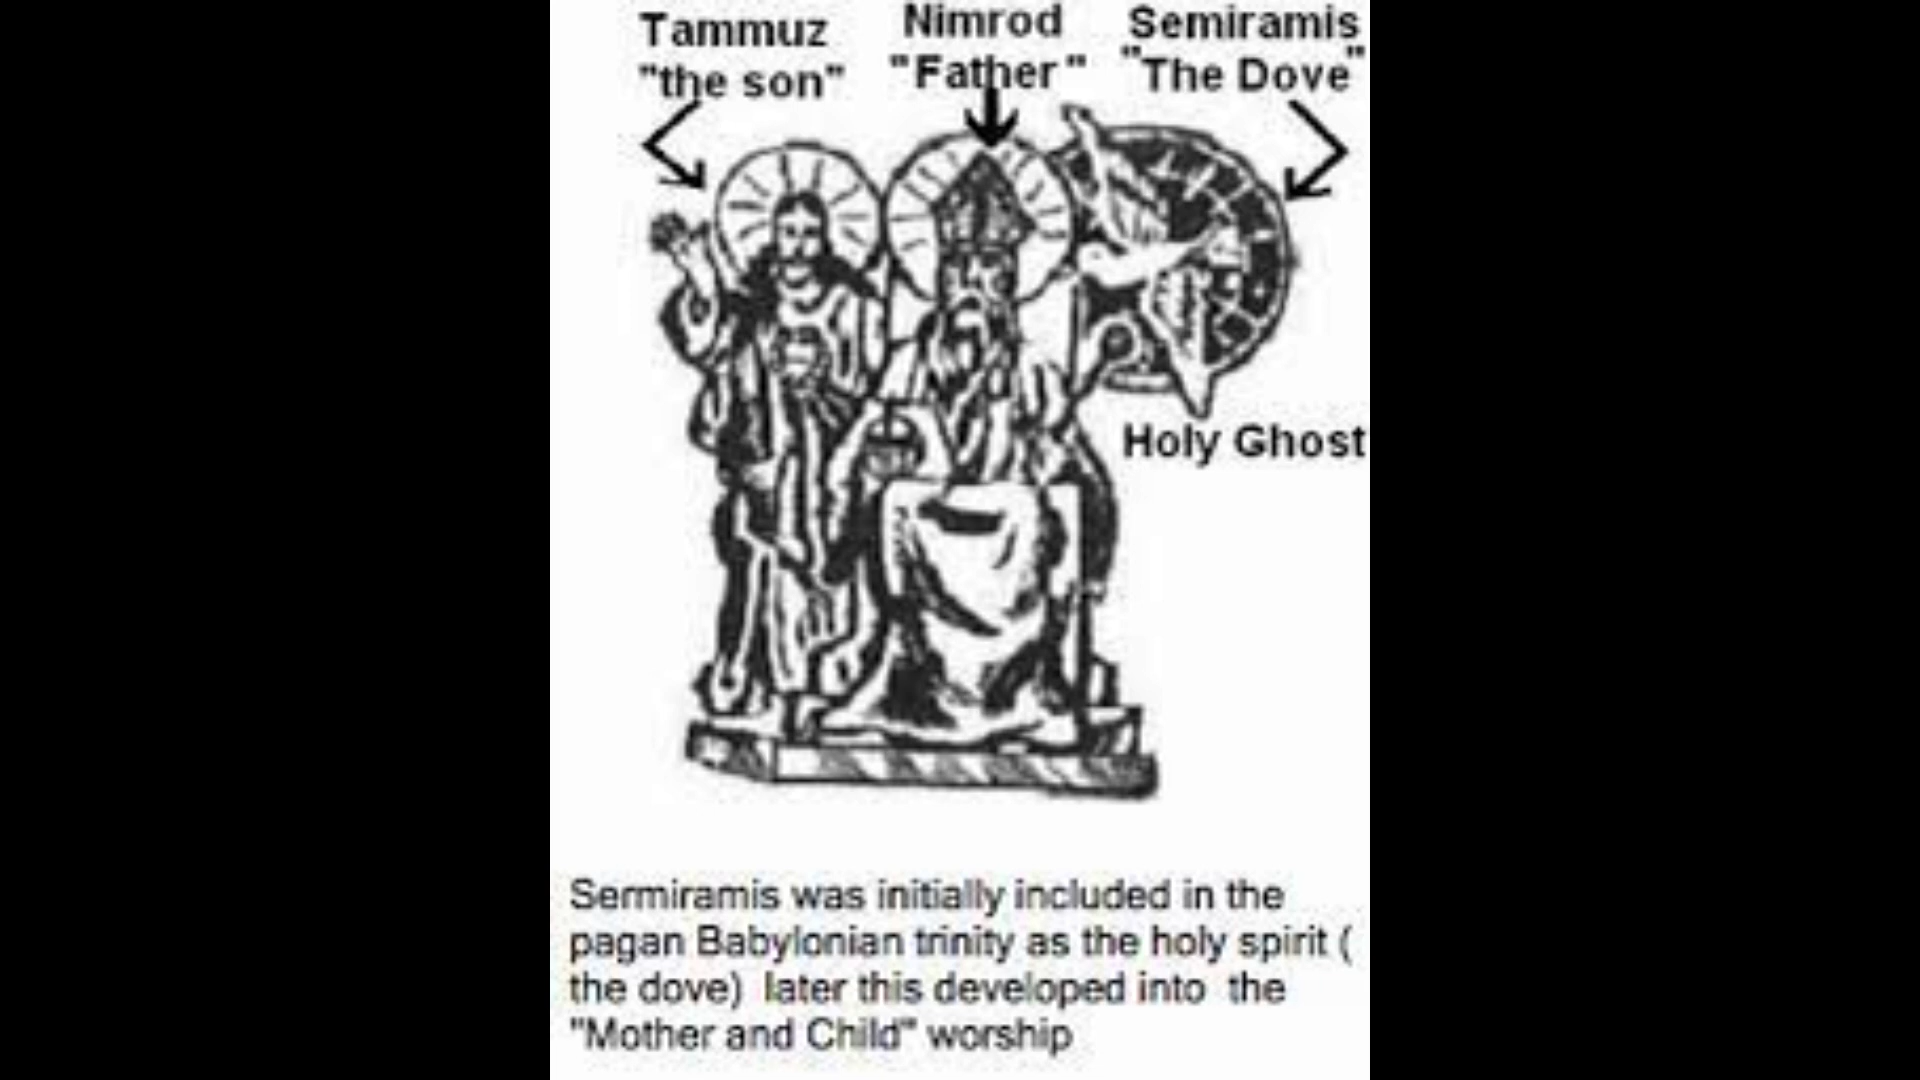 Tammuz
"the son"
Nimrod
"Father"
Semiramis
"The Dove"
Holy Ghost
Sermiramis was initially included in the
pagan Babylonian trinity as the holy spirit (
the dove) later this developed into the
"Mother and Child" worship